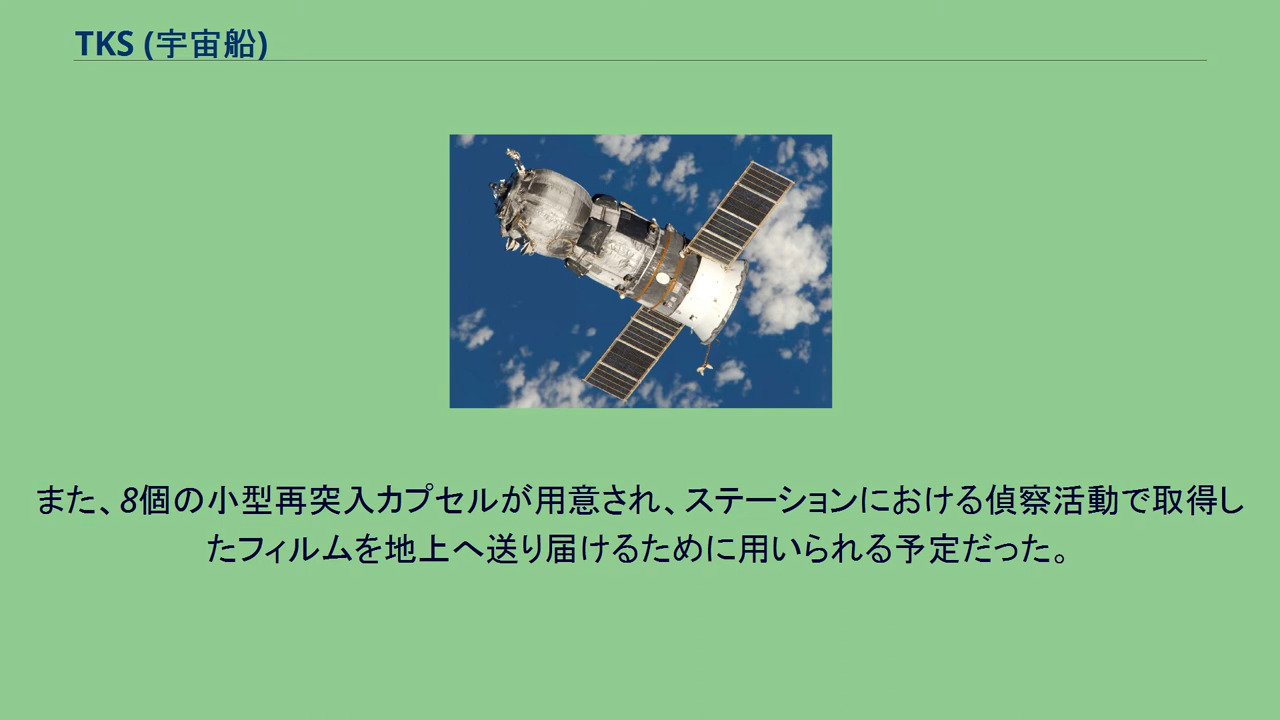 TKS (宇宙船)
また、8個の小型再突入カプセルが用意され、ステーションにおける偵察活動で取得し
たフィルムを地上へ送り届けるために用いられる予定だった。